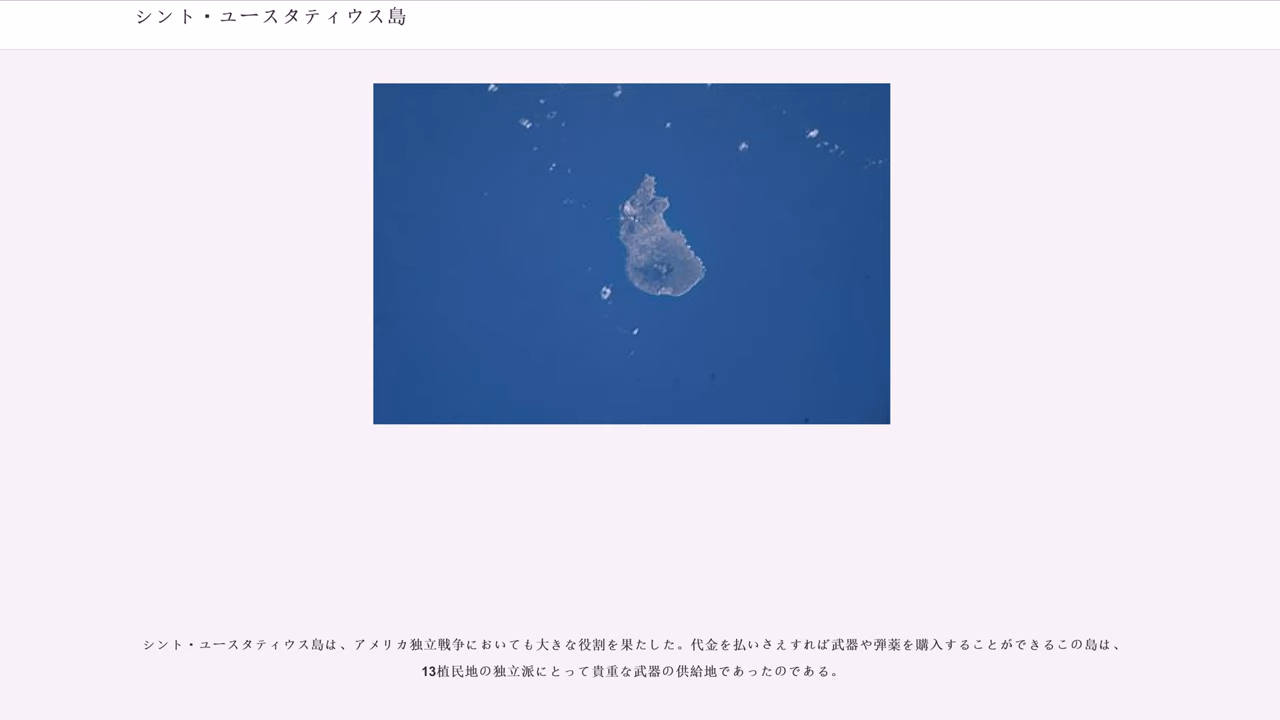 シント・ユースタティウス島
シント・ユースタティウス島は、アメリカ独立戦争においても大きな役割を果たした。代金を払いさえすれば武器や弾薬を購入することができるこの島は、
13植民地の独立派にとって貴重な武器の供給地であったのである。